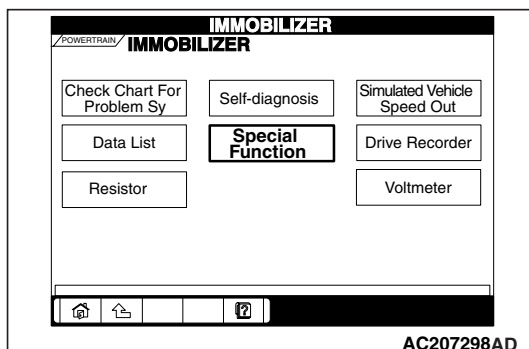 IMMOBILIZER
POWERTRAIN
IMMOBILIZER
Check Chart For
Problem Sy
Self-diagnosis
Simulated Vehicle
Speed Out
Data List
Special
Function
Drive Recorder
Resistor
Voltmeter
?
AC207298AD